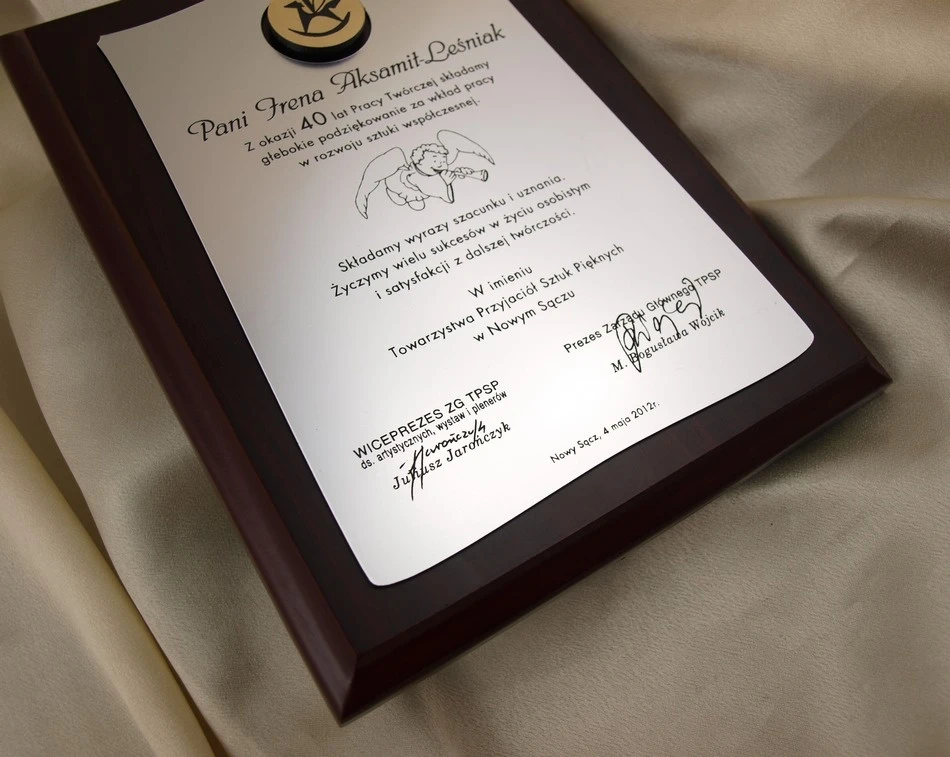 Pani Irena Aksamit-Leśniak
Z okazji 40 lat Pracy Twórczej składamy
głebokie podziękowanie za wkład pracy
w rozwoju sztuki współczesnej.
Składamy wyrazy szacunku i uznania.
Życzymy wielu sukcesów w życiu osobistym
i satysfakcji z dalszej twórczości.
W imieniu
Towarzystwa Przyjaciół Sztuk Pięknych
w Nowym Sączu
Prezes Zarządu Głównego TPSP
M. Bogusława Wójcik
WICEPREZES ZG TPSP
ds. artystycznych, wystaw i plenerów
Juliusz Jarończyk
Nowy Sącz, 4 maja 2012r.